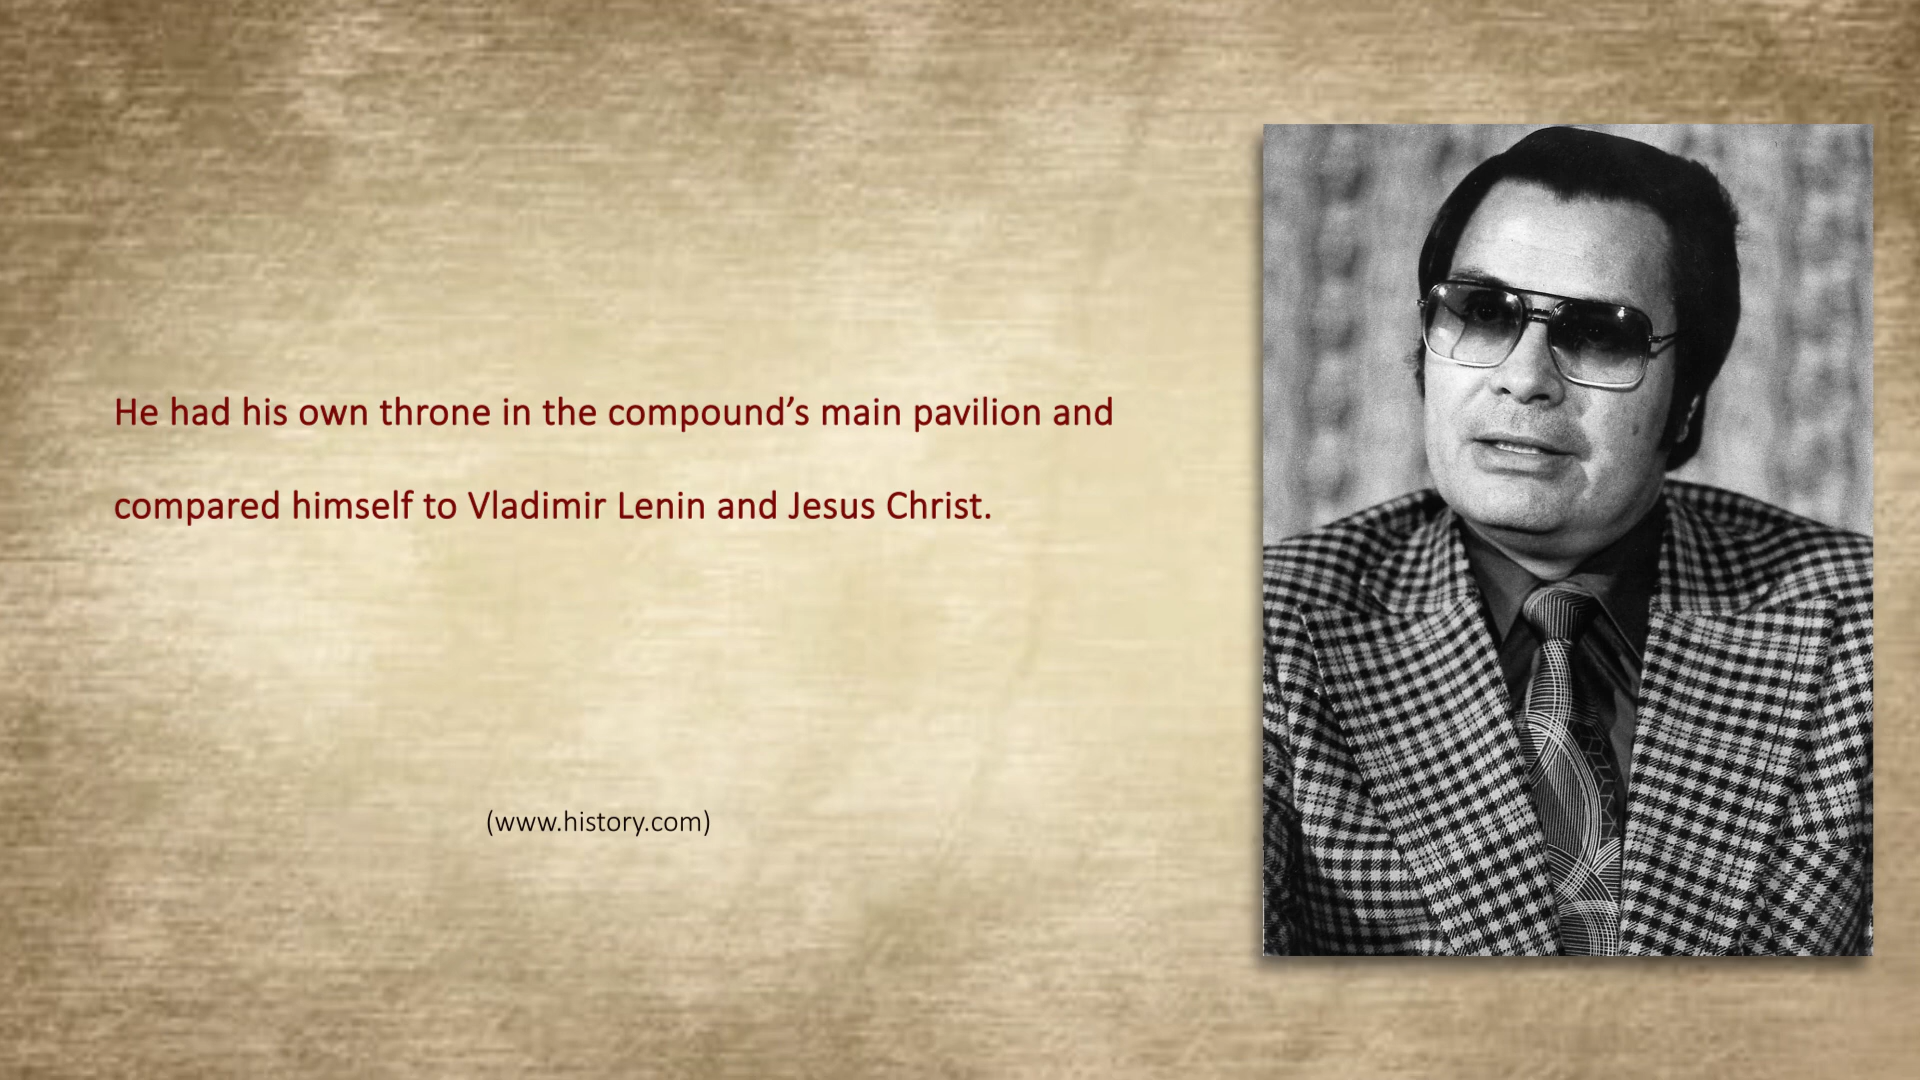 He had his own throne in the compound’s main pavilion and
compared himself to Vladimir Lenin and Jesus Christ.
(www.history.com)